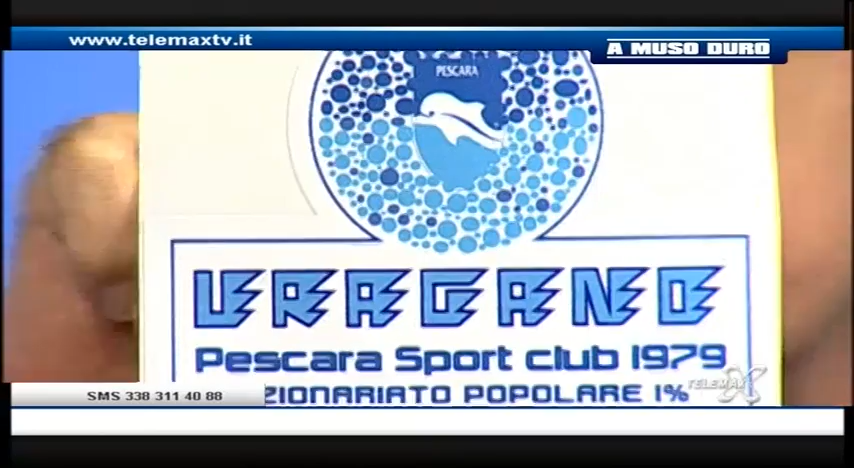 www.telemaxtv.it
A MUSO DURO
PESCARA
URAGANO
Pescara Sport club 1979
ZIONARIATO POPOLARE 1%
TELEMAX
SMS 338 311 40 88